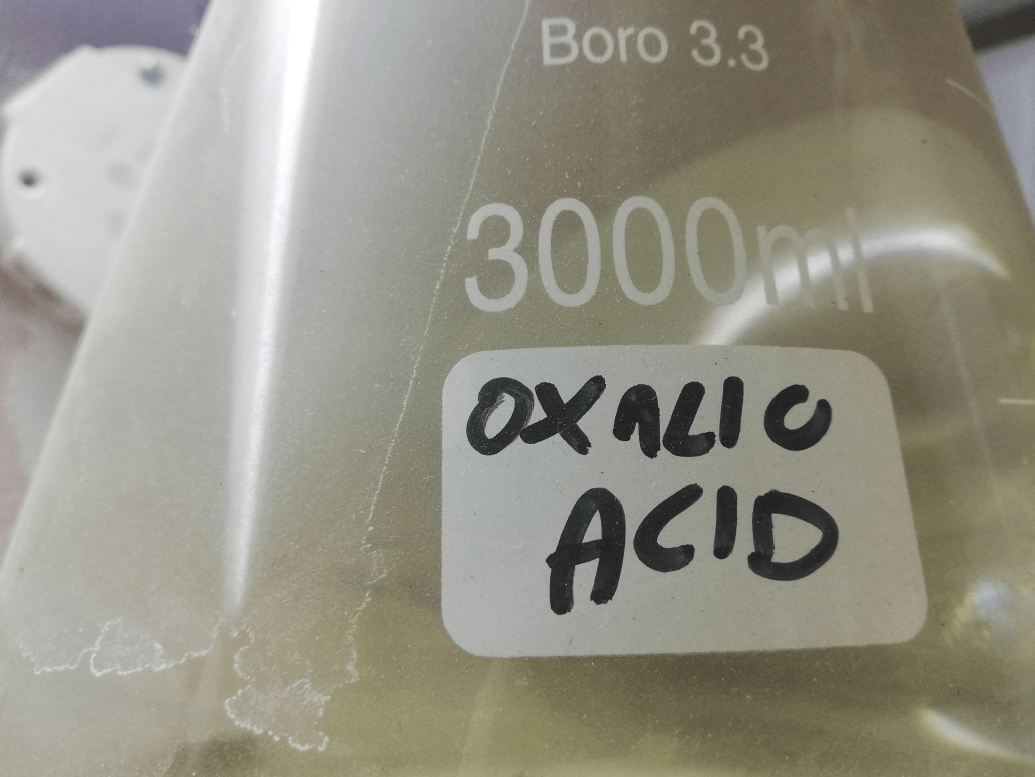 Boro 3.3
3000ml
OXALIC
ACID